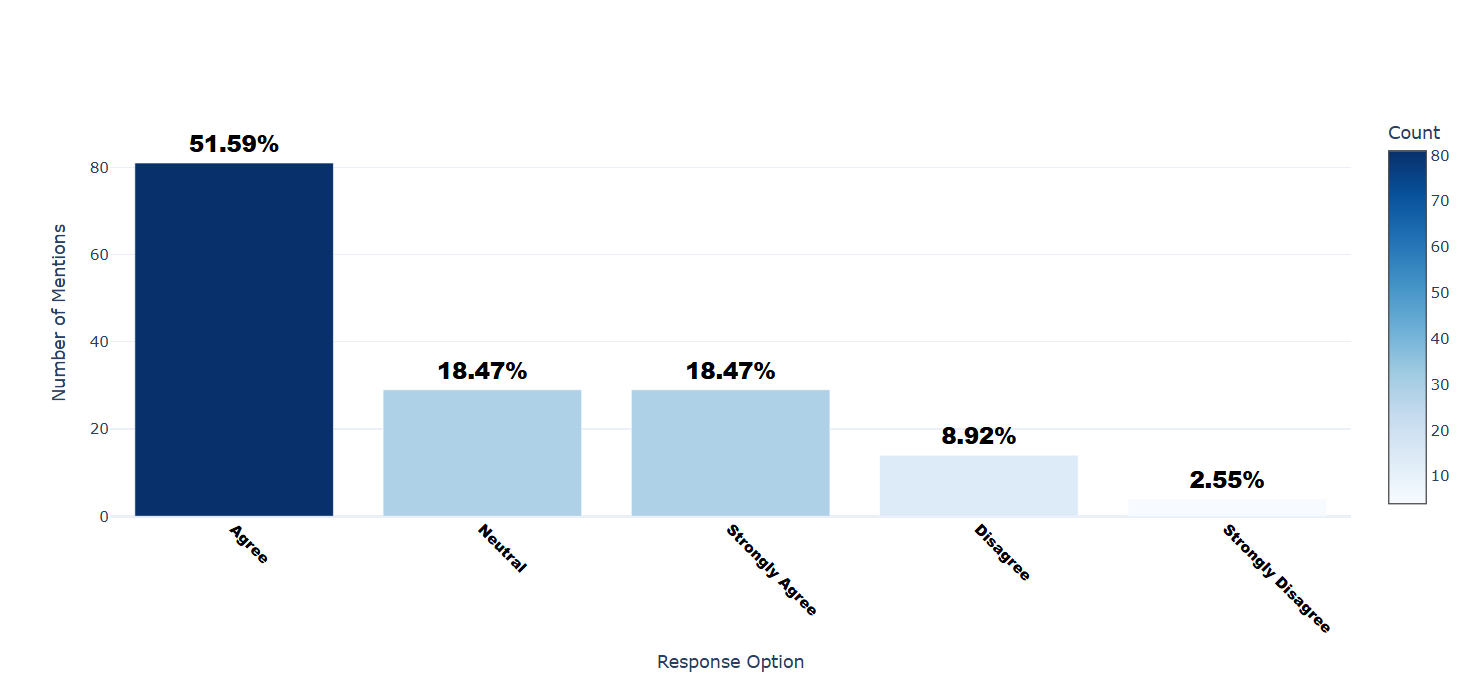 51.59%
18.47%
18.47%
8.92%
2.55%
Number of Mentions
80
60
40
20
0
Agree
Neutral
Strongly Agree
Disagree
Strongly Disagree
Response Option
Count
80
70
60
50
40
30
20
10